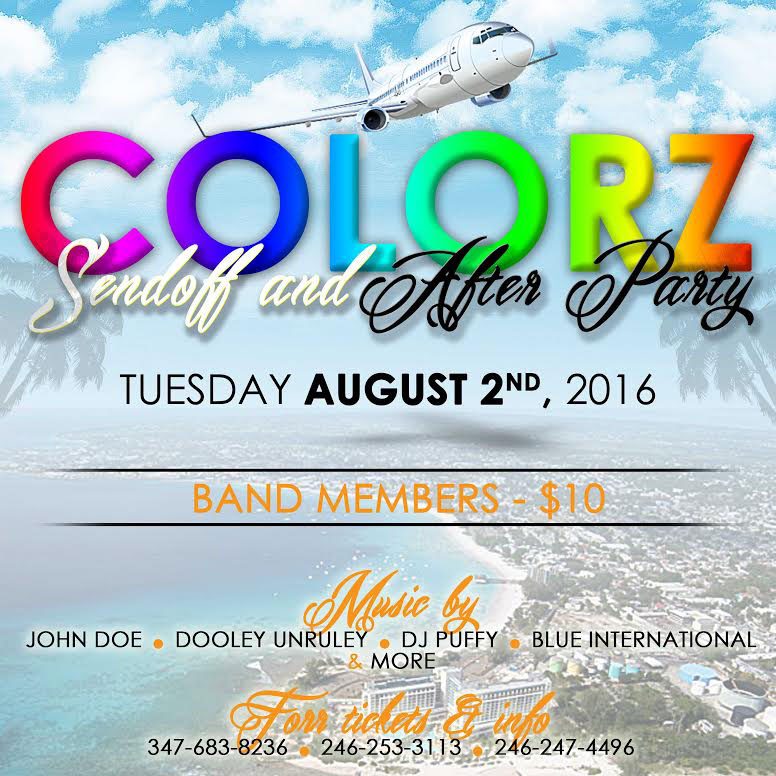 COLORZ
Sendoff and After Party
TUESDAY AUGUST 2ND, 2016
BAND MEMBERS - $10
Music by
JOHN DOE • DOOLEY UNRULEY • DJ PUFFY • BLUE INTERNATIONAL
& MORE
Forr tickets & info
347-683-8236 • 246-253-3113 • 246-247-4496